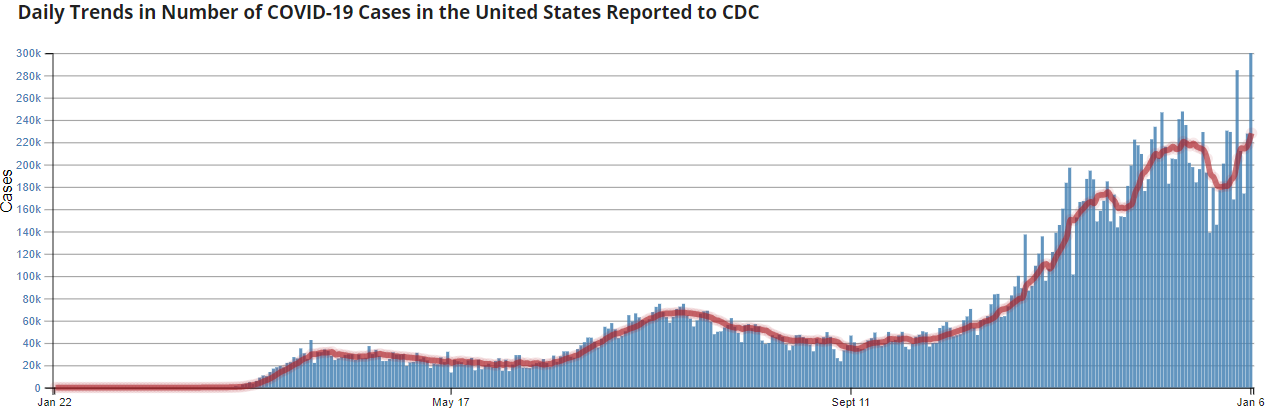 Daily Trends in Number of COVID-19 Cases in the United States Reported to CDC
300k
280k
260k
240k
220k
200k
180k
160k
140k
120k
100k
80k
60k
40k
20k
0
Cases
Jan 22
May 17
Sept 11
Jan 6